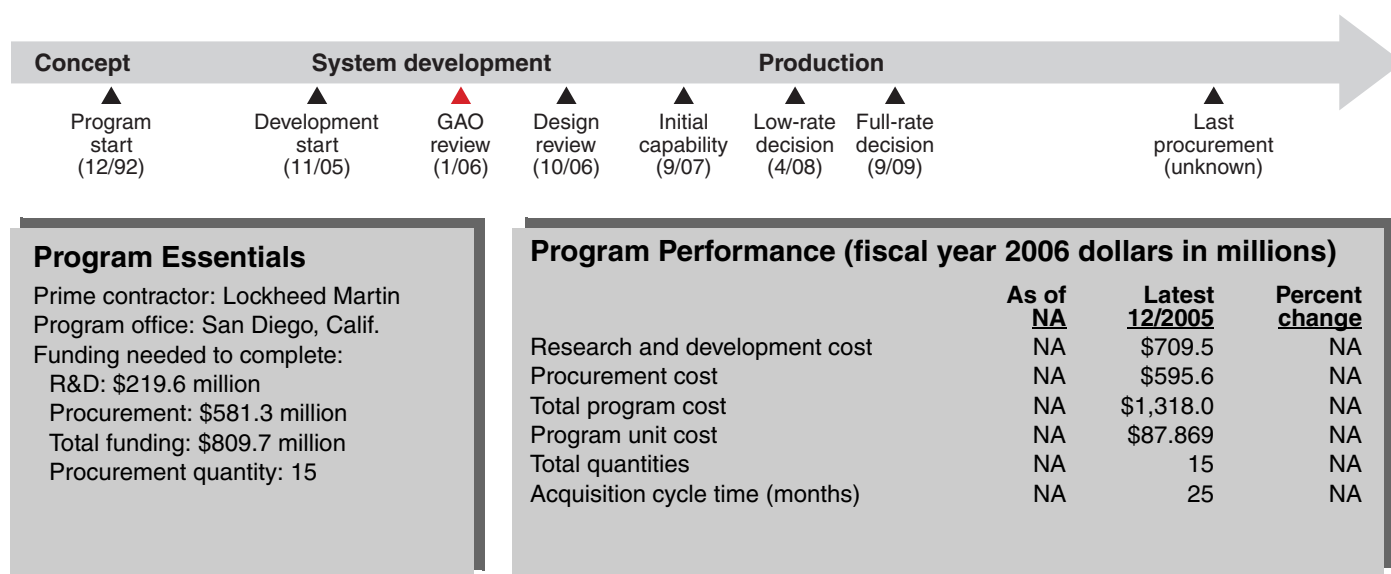 Concept System development Production
Program start (12/92)
Development start (11/05)
GAO review (1/06)
Design review (10/06)
Initial capability (9/07)
Low-rate decision (4/08)
Full-rate decision (9/09)
Last procurement (unknown)
Program Essentials
Prime contractor: Lockheed Martin
Program office: San Diego, Calif.
Funding needed to complete:
R&D: $219.6 million
Procurement: $581.3 million
Total funding: $809.7 million
Procurement quantity: 15
Program Performance (fiscal year 2006 dollars in millions)
As of NA Latest 12/2005 Percent change
Research and development cost NA $709.5 NA
Procurement cost NA $595.6 NA
Total program cost NA $1,318.0 NA
Program unit cost NA $87.869 NA
Total quantities NA 15 NA
Acquisition cycle time (months) NA 25 NA